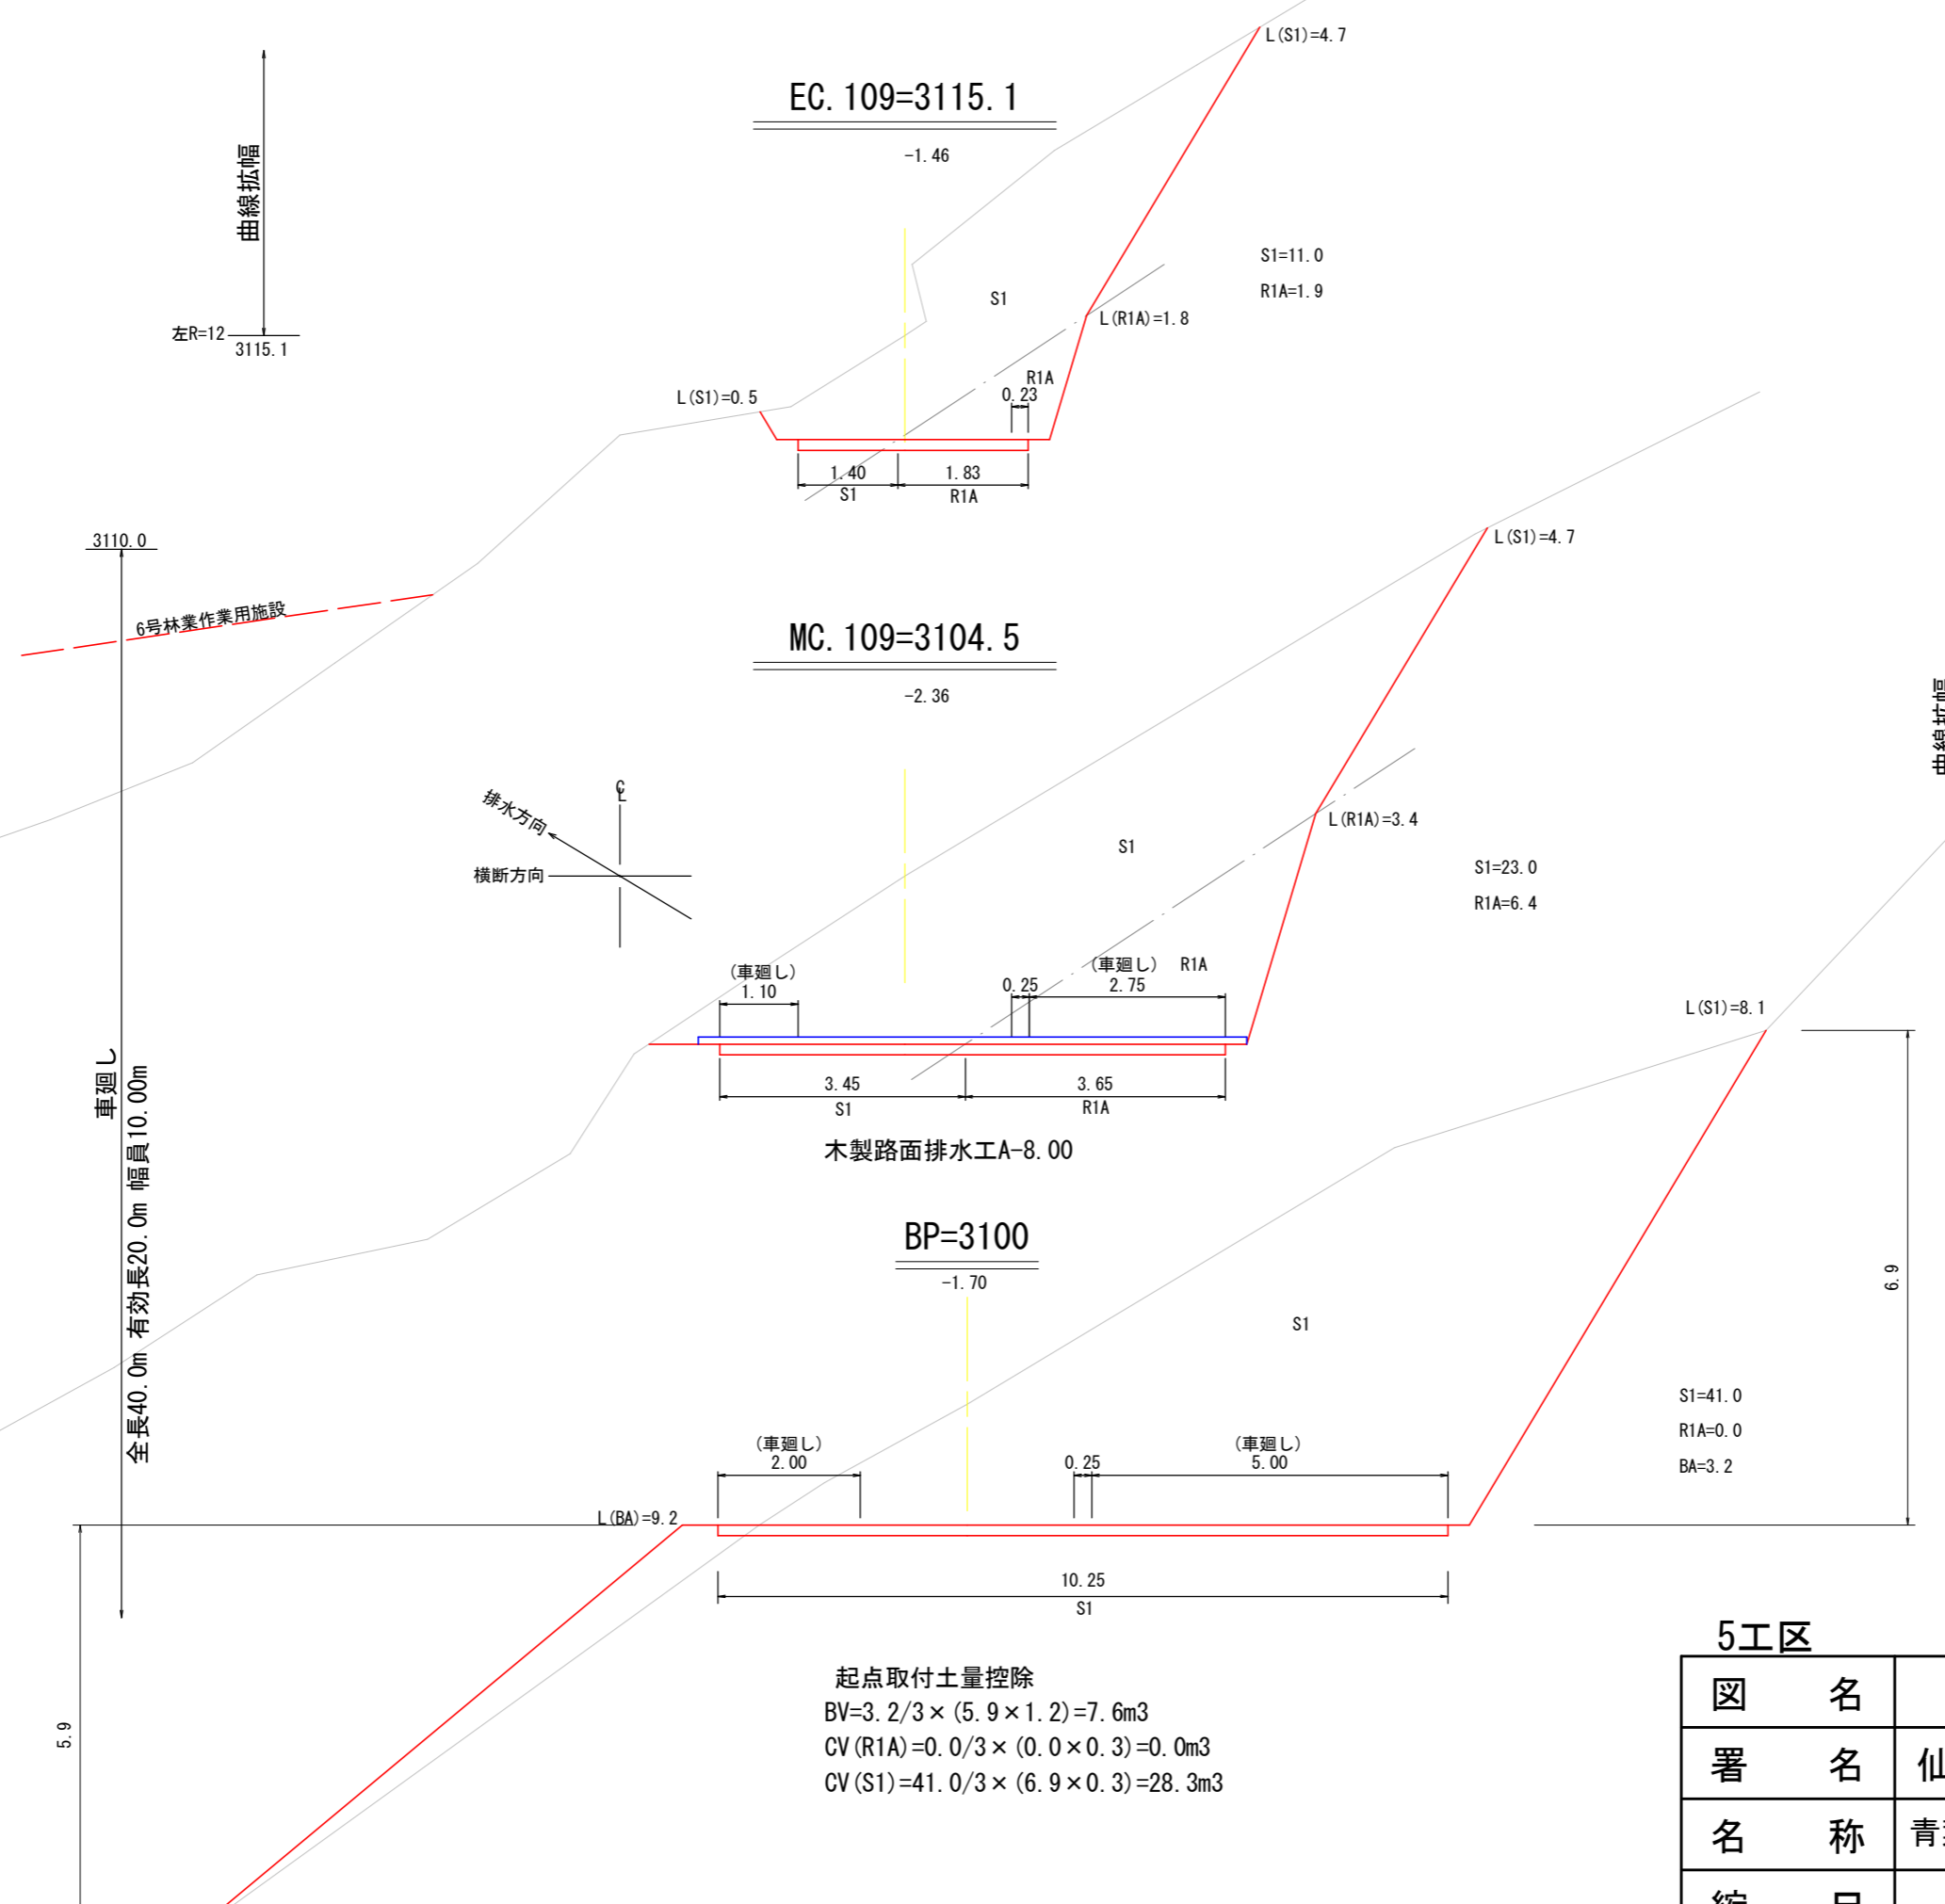 L(S1)=4.7
EC.109=3115.1
-1.46
曲線拡幅
S1=11.0
R1A=1.9
S1
L(R1A)=1.8
左R=12
3115.1
R1A
0.23
L(S1)=0.5
1.40
1.83
S1
R1A
3110.0
L(S1)=4.7
6号林業作業用施設
MC.109=3104.5
-2.36
曲線拡幅
排水方向
CL
横断方向
S1
L(R1A)=3.4
S1=23.0
R1A=6.4
(車廻し)
1.10
0.25
(車廻し)
R1A
2.75
L(S1)=8.1
3.45
3.65
S1
R1A
木製路面排水工A-8.00
車廻し
全長40.0m 有効長20.0m 幅員10.00m
BP=3100
-1.70
6.9
S1
S1=41.0
R1A=0.0
BA=3.2
(車廻し)
2.00
0.25
(車廻し)
5.00
L(BA)=9.2
10.25
S1
5.9
起点取付土量控除
BV=3.2/3×(5.9×1.2)=7.6m3
CV(R1A)=0.0/3×(0.0×0.3)=0.0m3
CV(S1)=41.0/3×(6.9×0.3)=28.3m3
5工区
図 名
署 名 仙
名 称 青